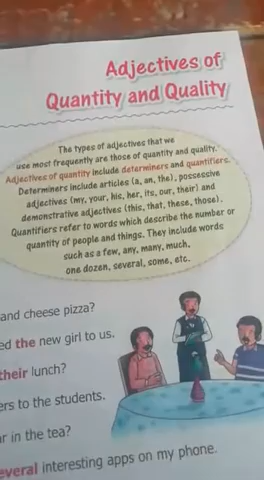 Adjectives of
Quantity and Quality
The types of adjectives that we
use most frequently are those of quantity and quality.
Adjectives of quantity include determiners and quantifiers.
Determiners include articles (a, an, the), possessive
adjectives (my, your, his, her, its, our, their) and
demonstrative adjectives (this, that, these, those).
Quantifiers refer to words which describe the number or
quantity of people and things. They include words
such as a few, any, many, much,
one dozen, several, some, etc.
and cheese pizza?
ed the new girl to us.
their lunch?
ers to the students.
ar in the tea?
everal interesting apps on my phone.